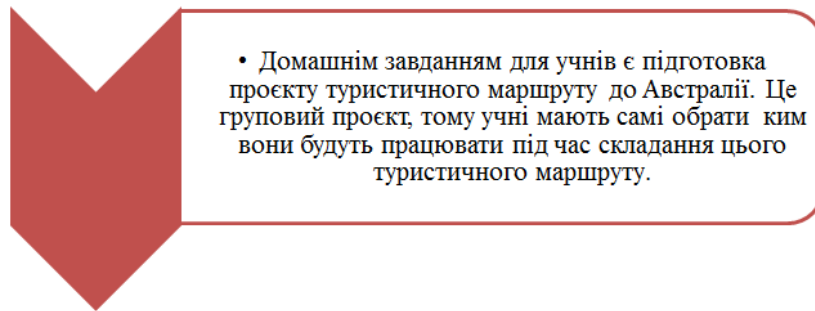 • Домашнім завданням для учнів є підготовка
проєкту туристичного маршруту до Австралії. Це
груповий проєкт, тому учні мають самі обрати ким
вони будуть працювати під час складання цього
туристичного маршруту.